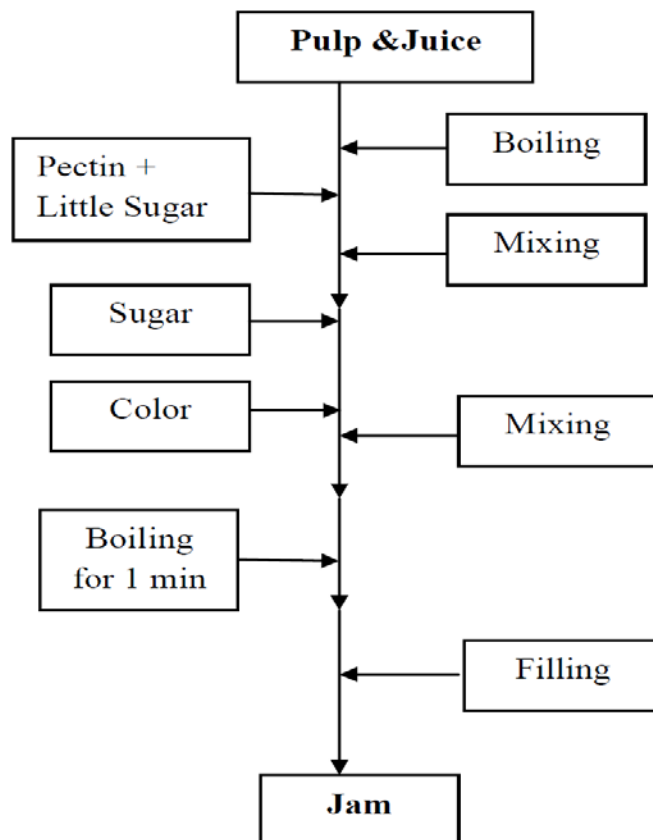 Pulp &Juice
Boiling
Pectin +
Little Sugar
Mixing
Sugar
Color
Mixing
Boiling
for 1 min
Filling
Jam